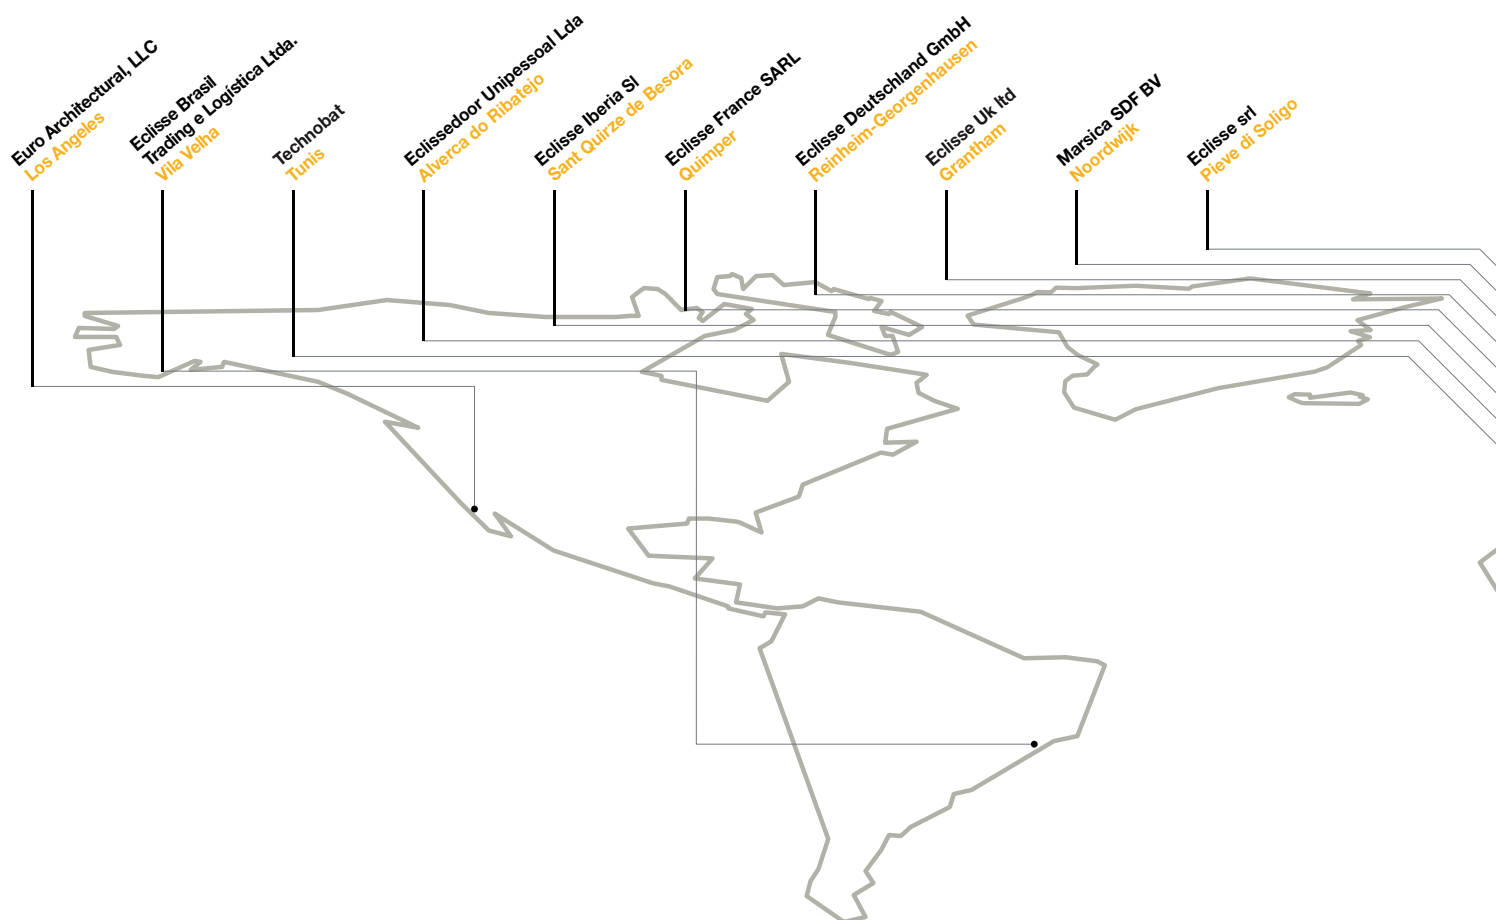 Euro Architectural, LLC
Los Angeles
Eclisse Brasil
Trading e Logística Ltda.
Vila Velha
Technobat
Tunis
Eclissedoor Unipessoal Lda
Alverca do Ribatejo
Eclisse Iberia Sl
Sant Quirze de Besora
Eclisse France SARL
Quimper
Eclisse Deutschland GmbH
Reinheim-Georgenhausen
Eclisse Uk ltd
Grantham
Marsica SDF BV
Noordwijk
Eclisse srl
Pieve di Soligo